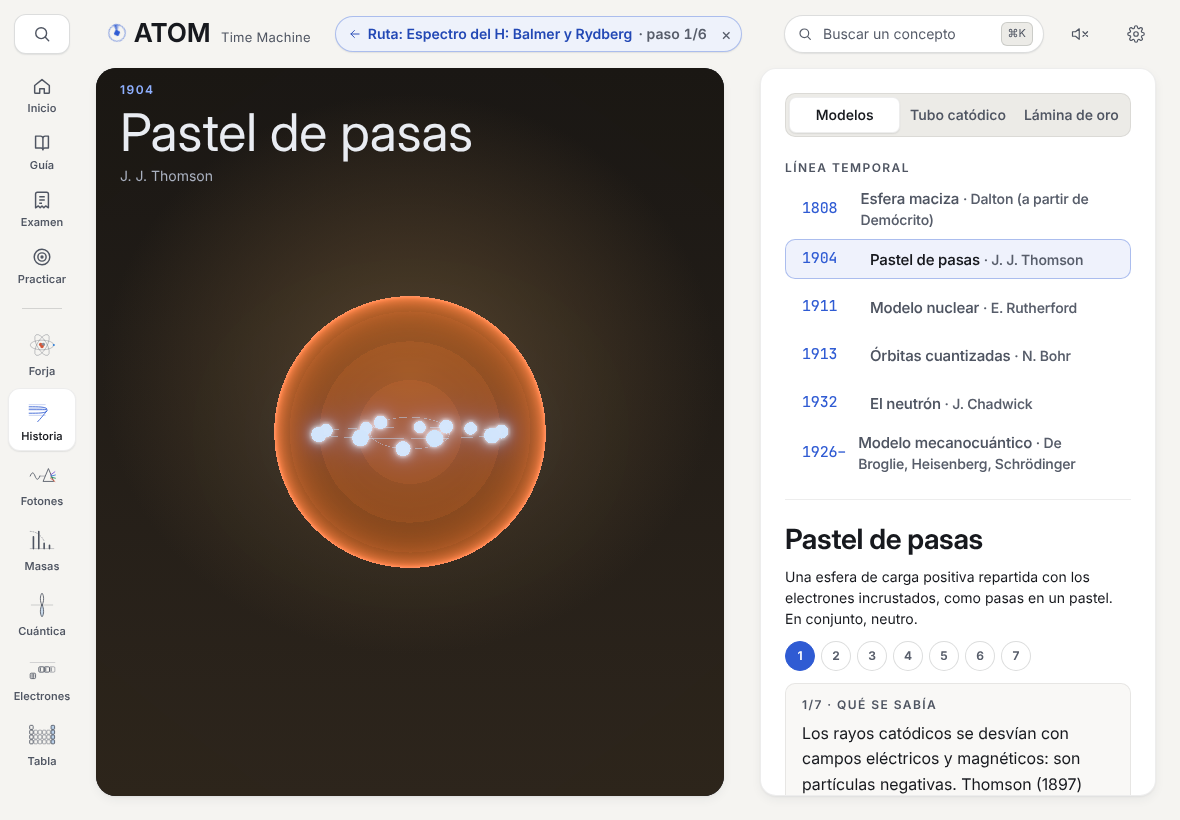 ATOM Time Machine
← Ruta: Espectro del H: Balmer y Rydberg · paso 1/6 ×
Buscar un concepto ⌘K
Inicio
Guía
Examen
Practicar
Forja
Historia
Fotones
Masas
Cuántica
Electrones
Tabla
1904
Pastel de pasas
J. J. Thomson
Modelos Tubo catódico Lámina de oro
LÍNEA TEMPORAL
1808 Esfera maciza · Dalton (a partir de
Demócrito)
1904 Pastel de pasas · J. J. Thomson
1911 Modelo nuclear · E. Rutherford
1913 Órbitas cuantizadas · N. Bohr
1932 El neutrón · J. Chadwick
1926– Modelo mecanocuántico · De
Broglie, Heisenberg, Schrödinger
Pastel de pasas
Una esfera de carga positiva repartida con los
electrones incrustados, como pasas en un pastel.
En conjunto, neutro.
1 2 3 4 5 6 7
1/7 · QUÉ SE SABÍA
Los rayos catódicos se desvían con
campos eléctricos y magnéticos: son
partículas negativas. Thomson (1897)